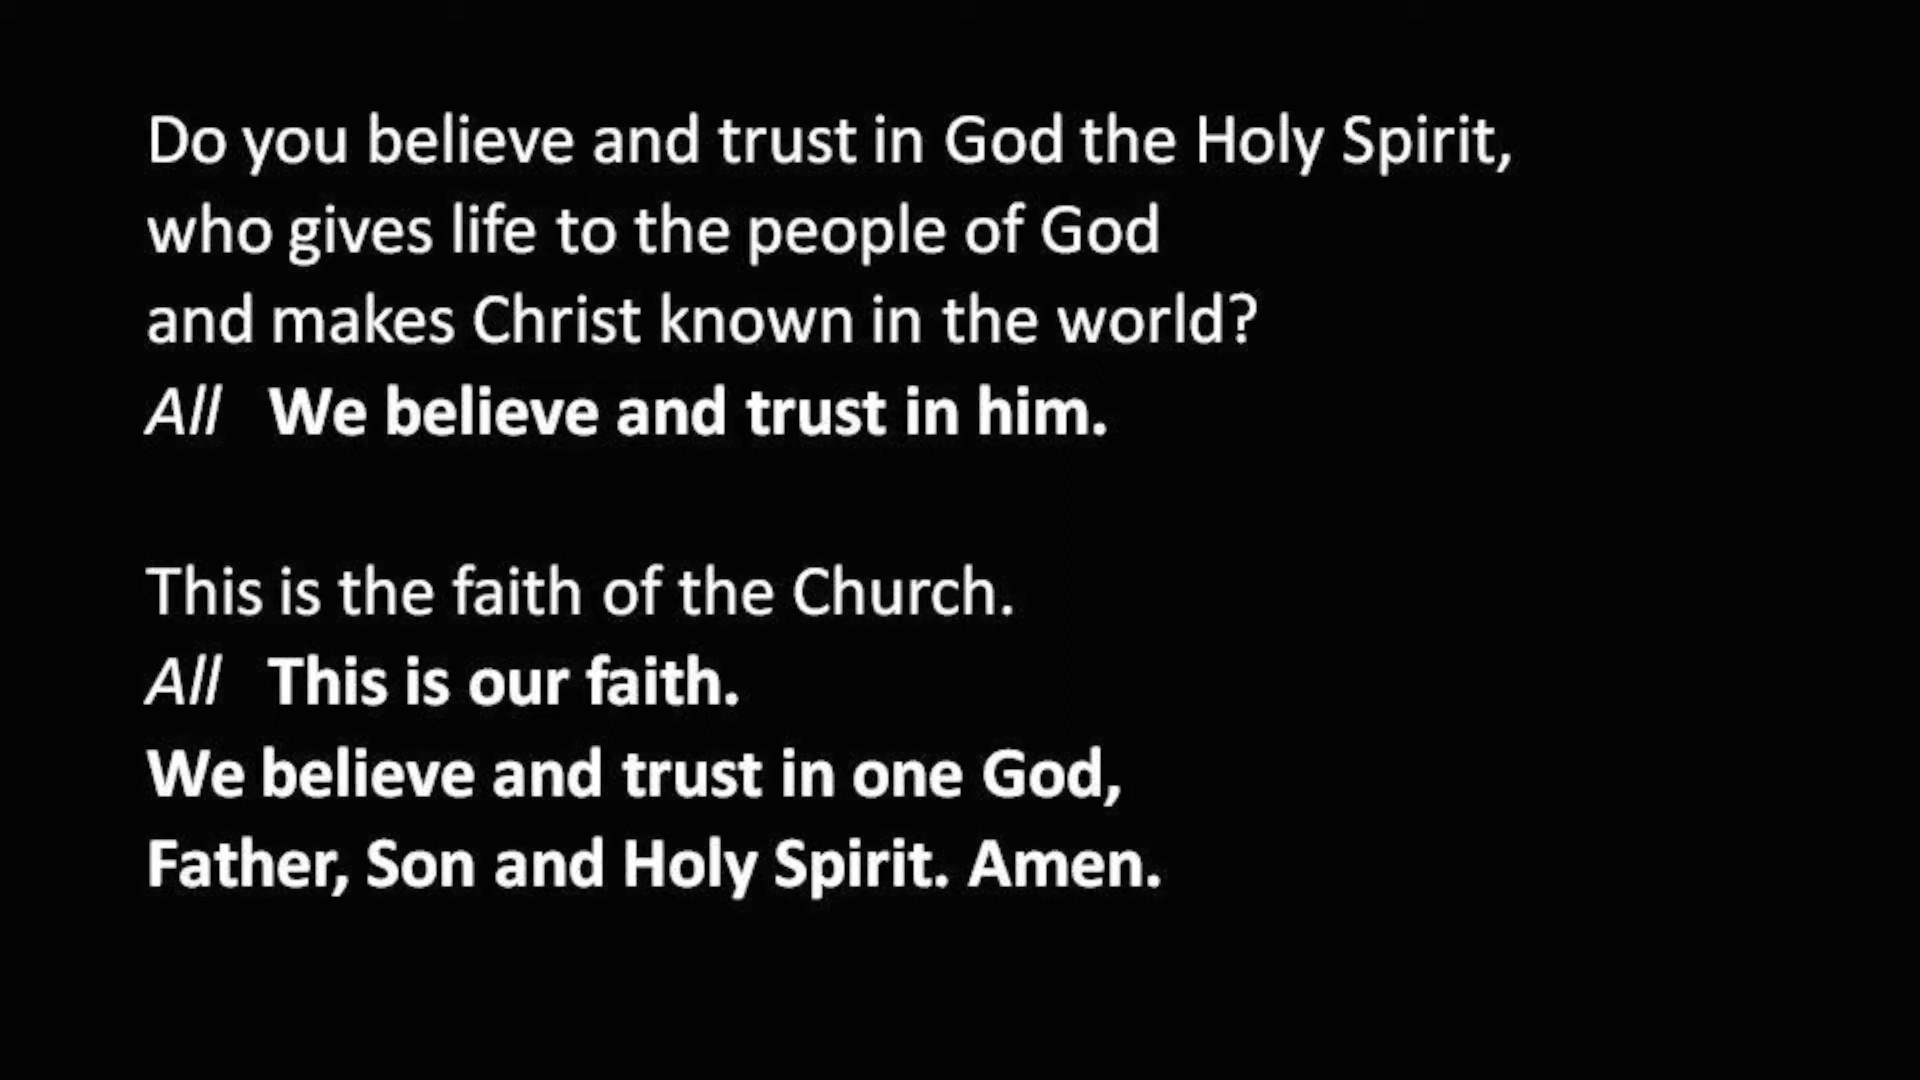 Do you believe and trust in God the Holy Spirit,
who gives life to the people of God
and makes Christ known in the world?
All We believe and trust in him.
This is the faith of the Church.
All This is our faith.
We believe and trust in one God,
Father, Son and Holy Spirit. Amen.